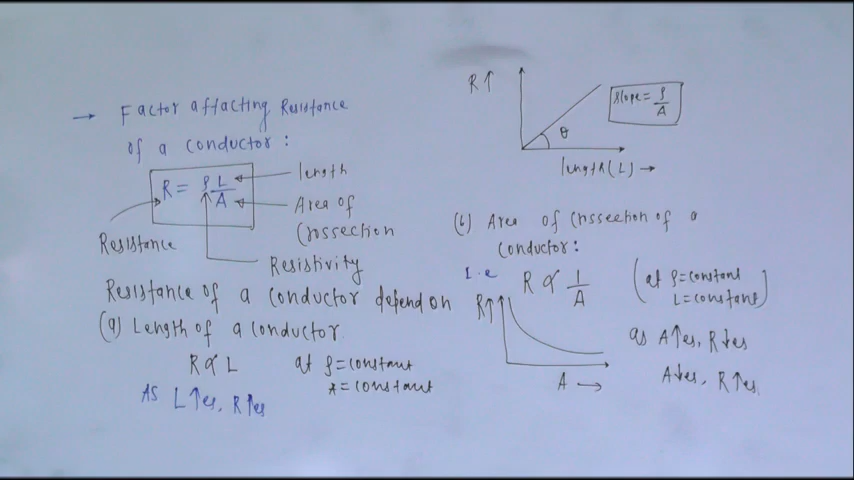 → Factor affacting Resistance
of a conductor :
R = ρ L/A
length
Area of
Crossection
Resistance
Resistivity
Resistance of a conductor depend on
(a) Length of a conductor
R ∝ L at ρ = constant
A = constant
As L↑es, R↑es
R↑
θ
slope = ρ/A
length (L) →
(b) Area of Crossection of a
conductor :
I.e R ∝ 1/A (at ρ = constant
L = constant)
R↑
A →
as A↑es, R↓es
A↓es, R↑es